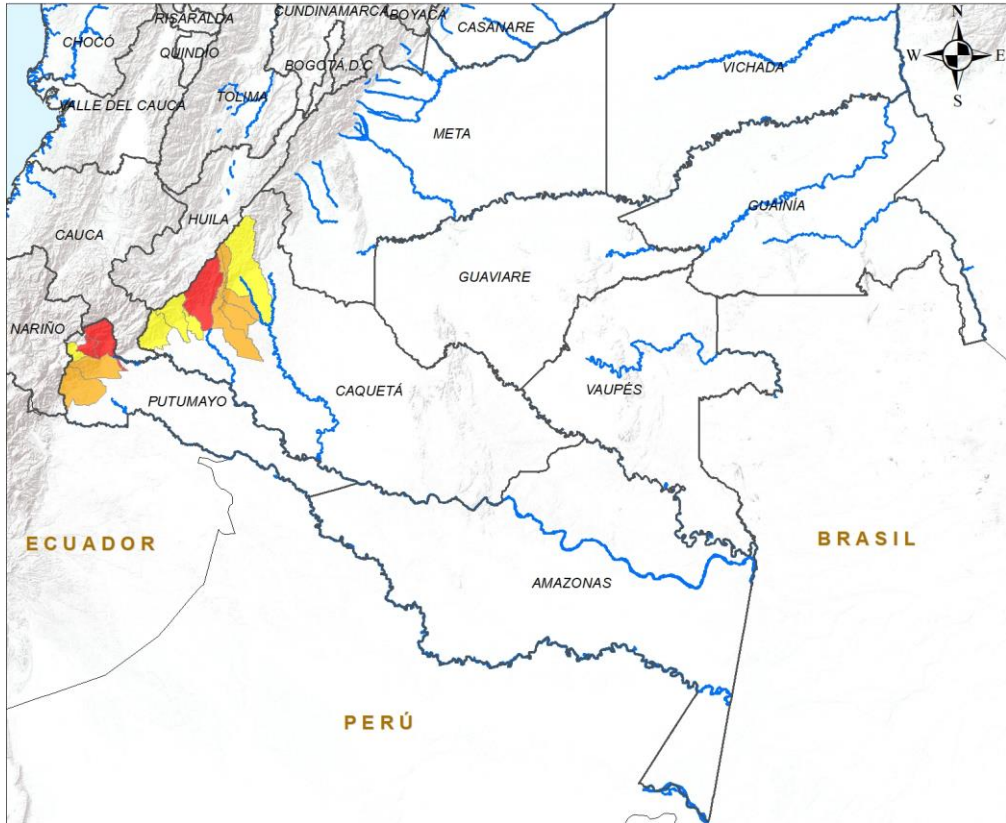 CUNDINAMARCA
BOYACÁ
RISARALDA
CASANARE
N
CHOCÓ
QUINDÍO
BOGOTÁ D.C
W
E
VICHADA
S
VALLE DEL CAUCA
TOLIMA
META
HUILA
GUAINÍA
CAUCA
GUAVIARE
NARIÑO
CAQUETÁ
VAUPÉS
PUTUMAYO
ECUADOR
BRASIL
AMAZONAS
PERÚ